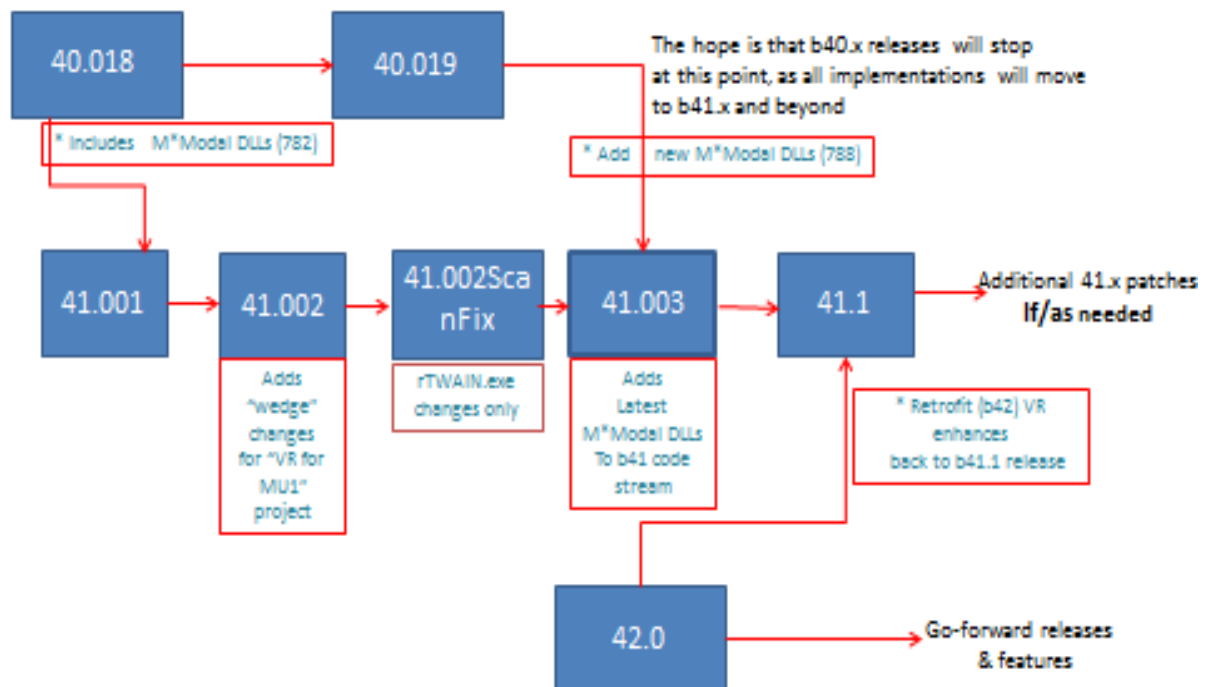 40.018
40.019
The hope is that b40.x releases will stop
at this point, as all implementations will move
to b41.x and beyond
* Includes M*Modal DLLs (782)
* Add new M*Modal DLLs (788)
41.001
41.002
41.002Sca
nFix
41.003
41.1
Additional 41.x patches
If/as needed
Adds
"wedge"
changes
for "VR for
MU1"
project
rTWAIN.exe
changes only
Adds
Latest
M*Modal DLLs
To b41 code
stream
* Retrofit (b42) VR
enhances
back to b41.1 release
42.0
Go-forward releases
& features